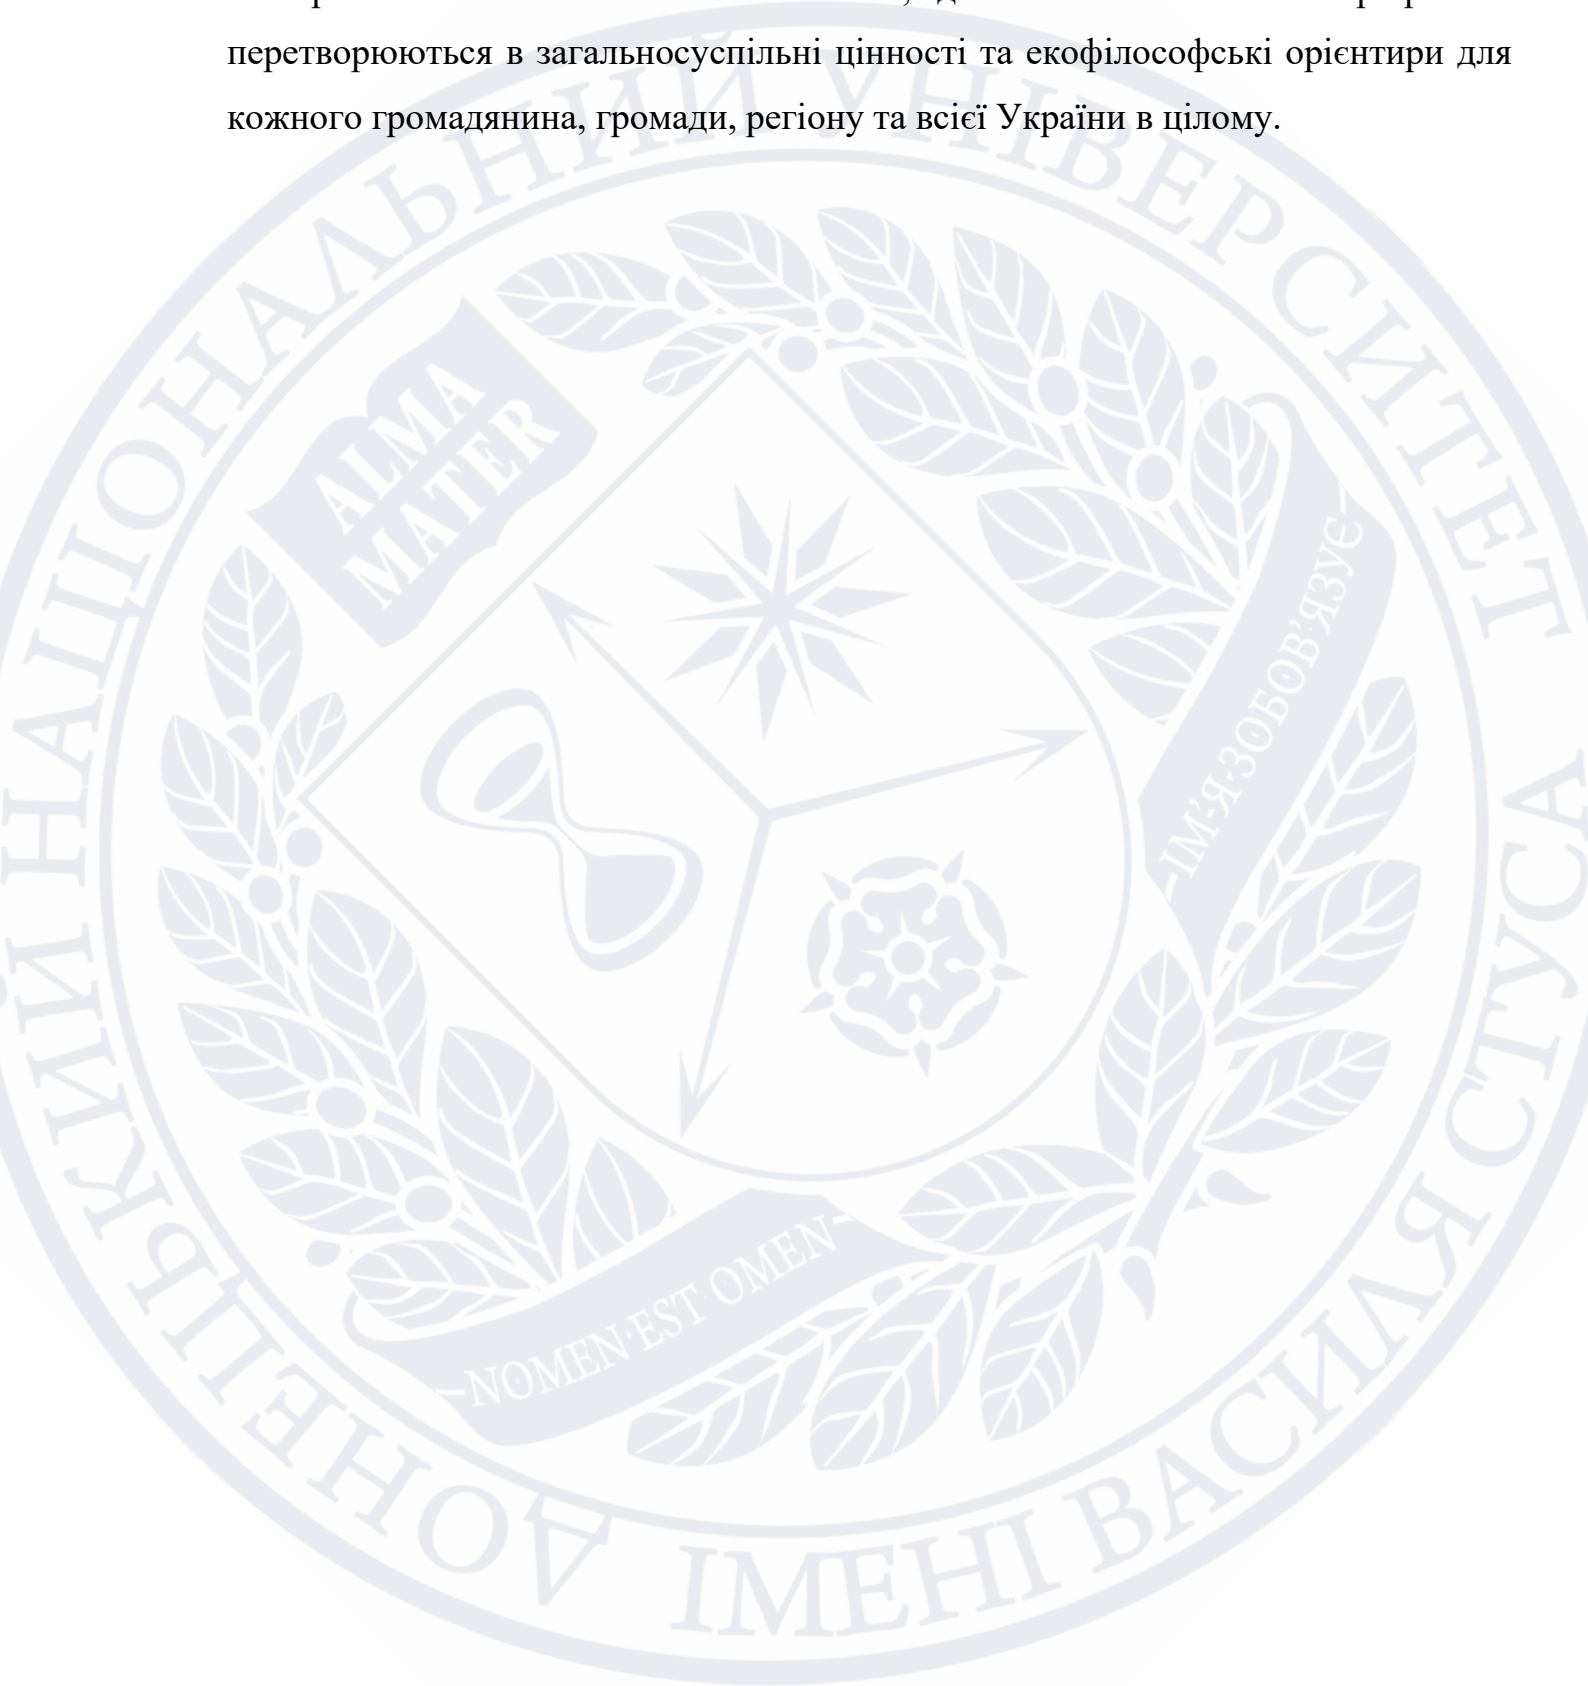 перетворюються в загальносуспільні цінності та екофілософські орієнтири для
кожного громадянина, громади, регіону та всієї України в цілому.
ДОНЕЦЬКИЙ НАЦІОНАЛЬНИЙ УНІВЕРСИТЕТ
ІМЕНІ ВАСИЛЯ СТУСА
ALMA
MATER
ІМ'Я ЗОБОВ'ЯЗУЄ
NOMEN EST OMEN